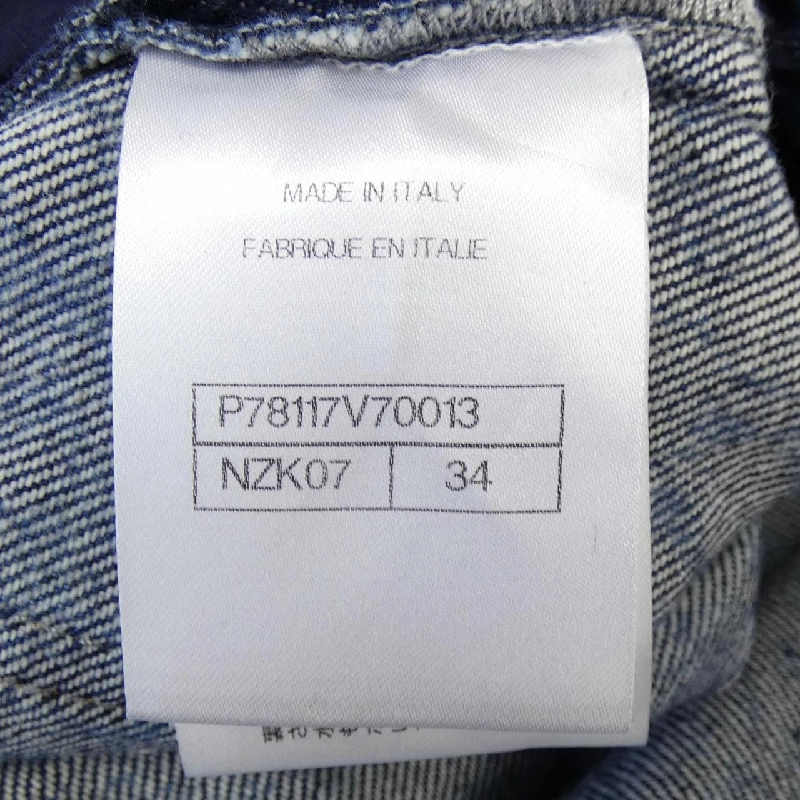 MADE IN ITALY
FABRIQUE EN ITALIE
P78117V70013
NZK07 34